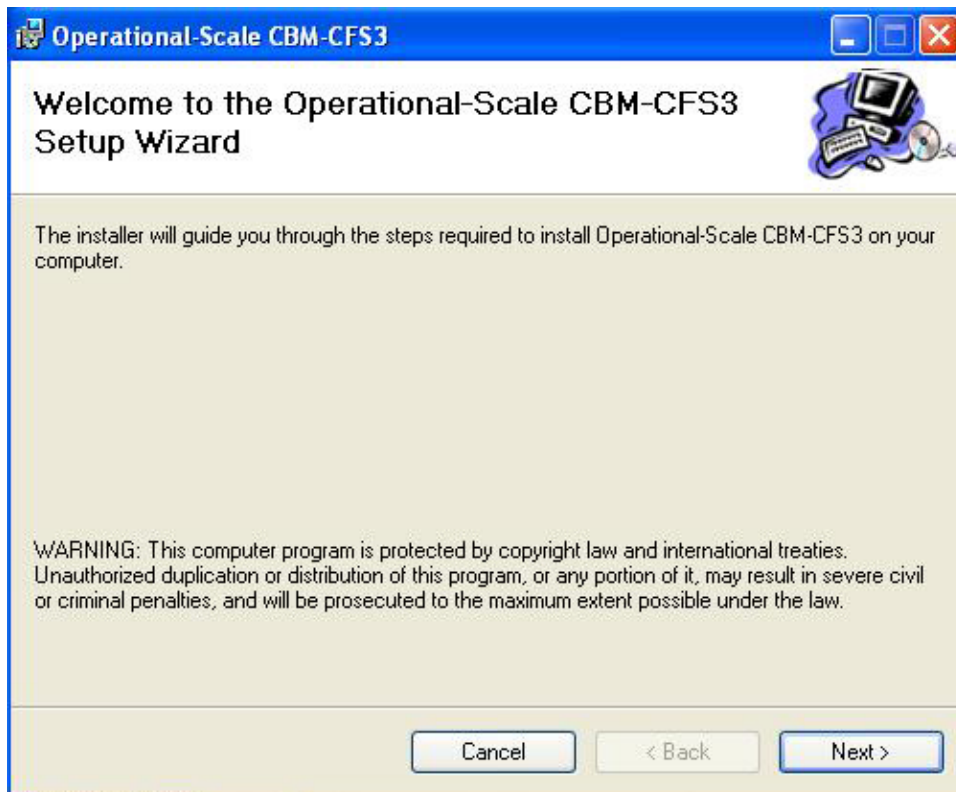 Operational-Scale CBM-CFS3
Welcome to the Operational-Scale CBM-CFS3
Setup Wizard
The installer will guide you through the steps required to install Operational-Scale CBM-CFS3 on your
computer.
WARNING: This computer program is protected by copyright law and international treaties.
Unauthorized duplication or distribution of this program, or any portion of it, may result in severe civil
or criminal penalties, and will be prosecuted to the maximum extent possible under the law.
Cancel
< Back
Next >